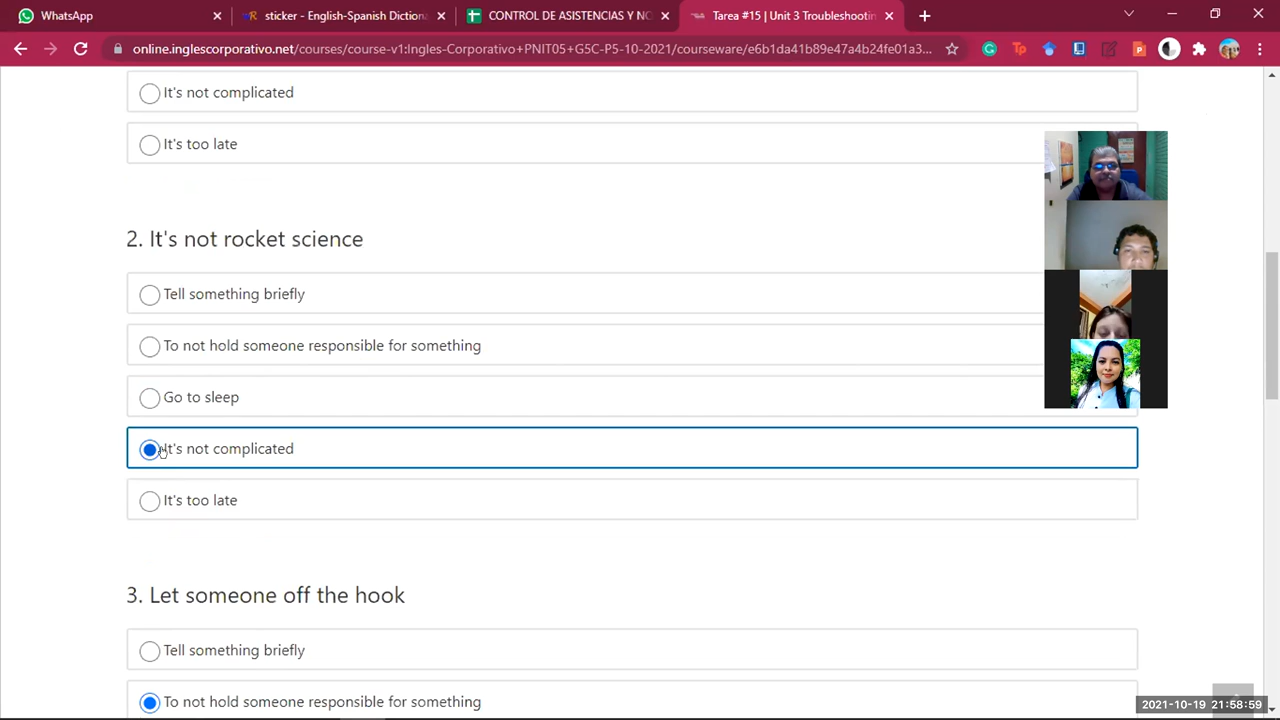 WhatsApp
sticker - English-Spanish Dictiona
CONTROL DE ASISTENCIAS Y NO
Tarea #15 | Unit 3 Troubleshootin
online.inglescorporativo.net/courses/course-v1:Ingles-Corporativo+PNIT05+G5C-P5-10-2021/courseware/e6b1da41b89e47a4b24fe01a3...
It's not complicated
It's too late
2. It's not rocket science
Tell something briefly
To not hold someone responsible for something
Go to sleep
It's not complicated
It's too late
3. Let someone off the hook
Tell something briefly
To not hold someone responsible for something
2021-10-19 21:58:59